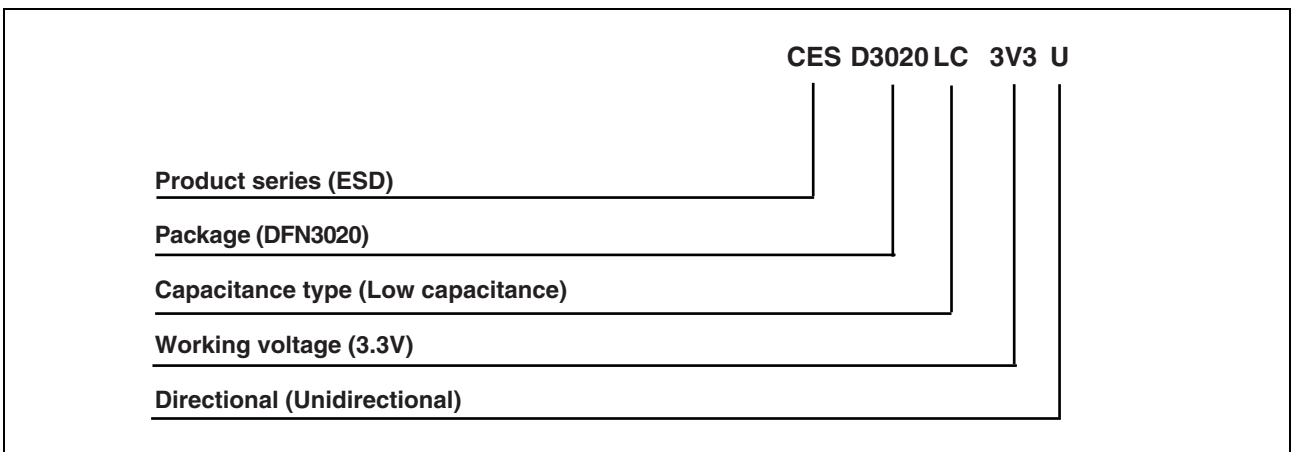 CES D3020 LC 3V3 U
Product series (ESD)
Package (DFN3020)
Capacitance type (Low capacitance)
Working voltage (3.3V)
Directional (Unidirectional)